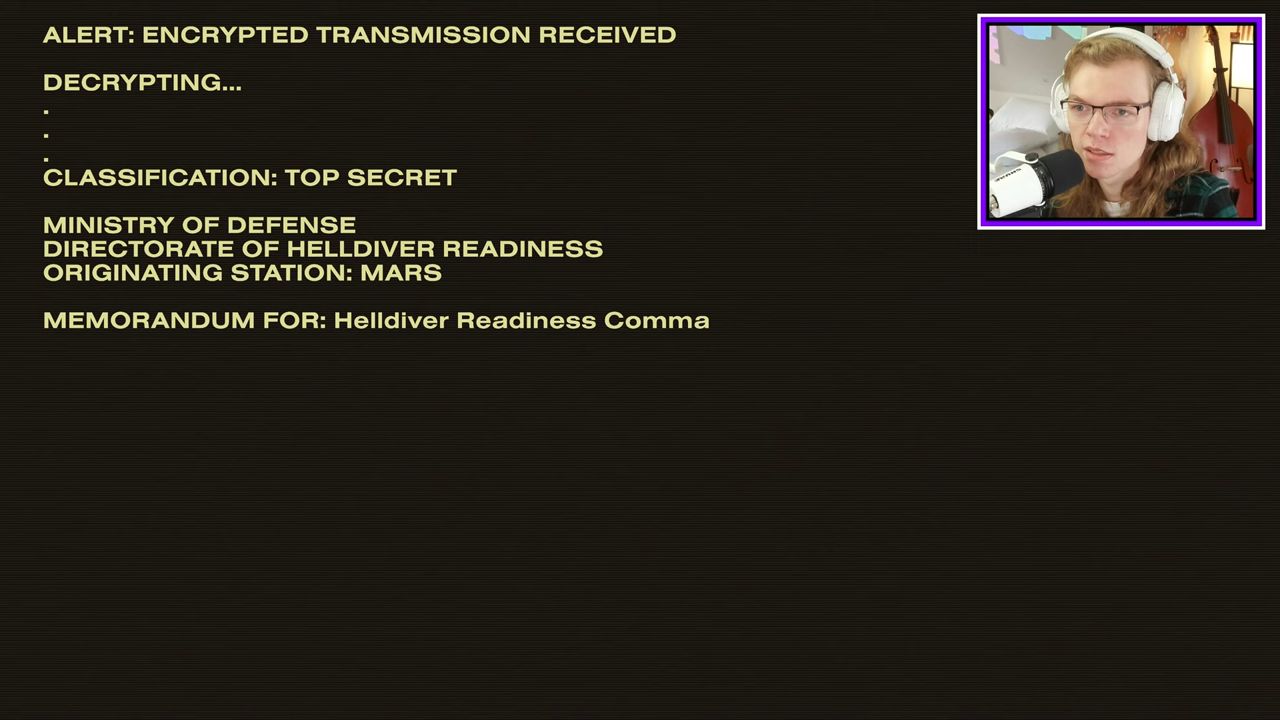 ALERT: ENCRYPTED TRANSMISSION RECEIVED
DECRYPTING...
.
.
.
CLASSIFICATION: TOP SECRET
MINISTRY OF DEFENSE
DIRECTORATE OF HELLDIVER READINESS
ORIGINATING STATION: MARS
MEMORANDUM FOR: Helldiver Readiness Comma